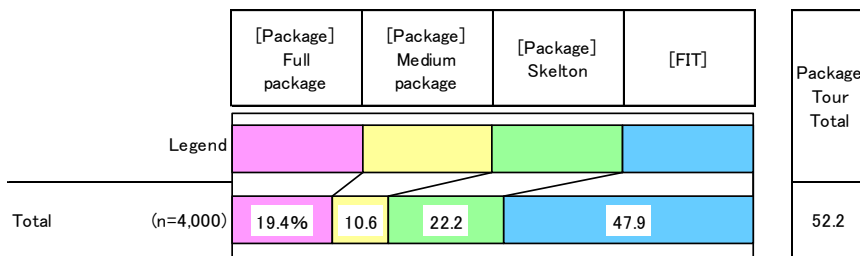 [Package]
Full
package
[Package]
Medium
package
[Package]
Skelton
[FIT]
Package
Tour
Total
Legend
Total (n=4,000) 19.4% 10.6 22.2 47.9 52.2